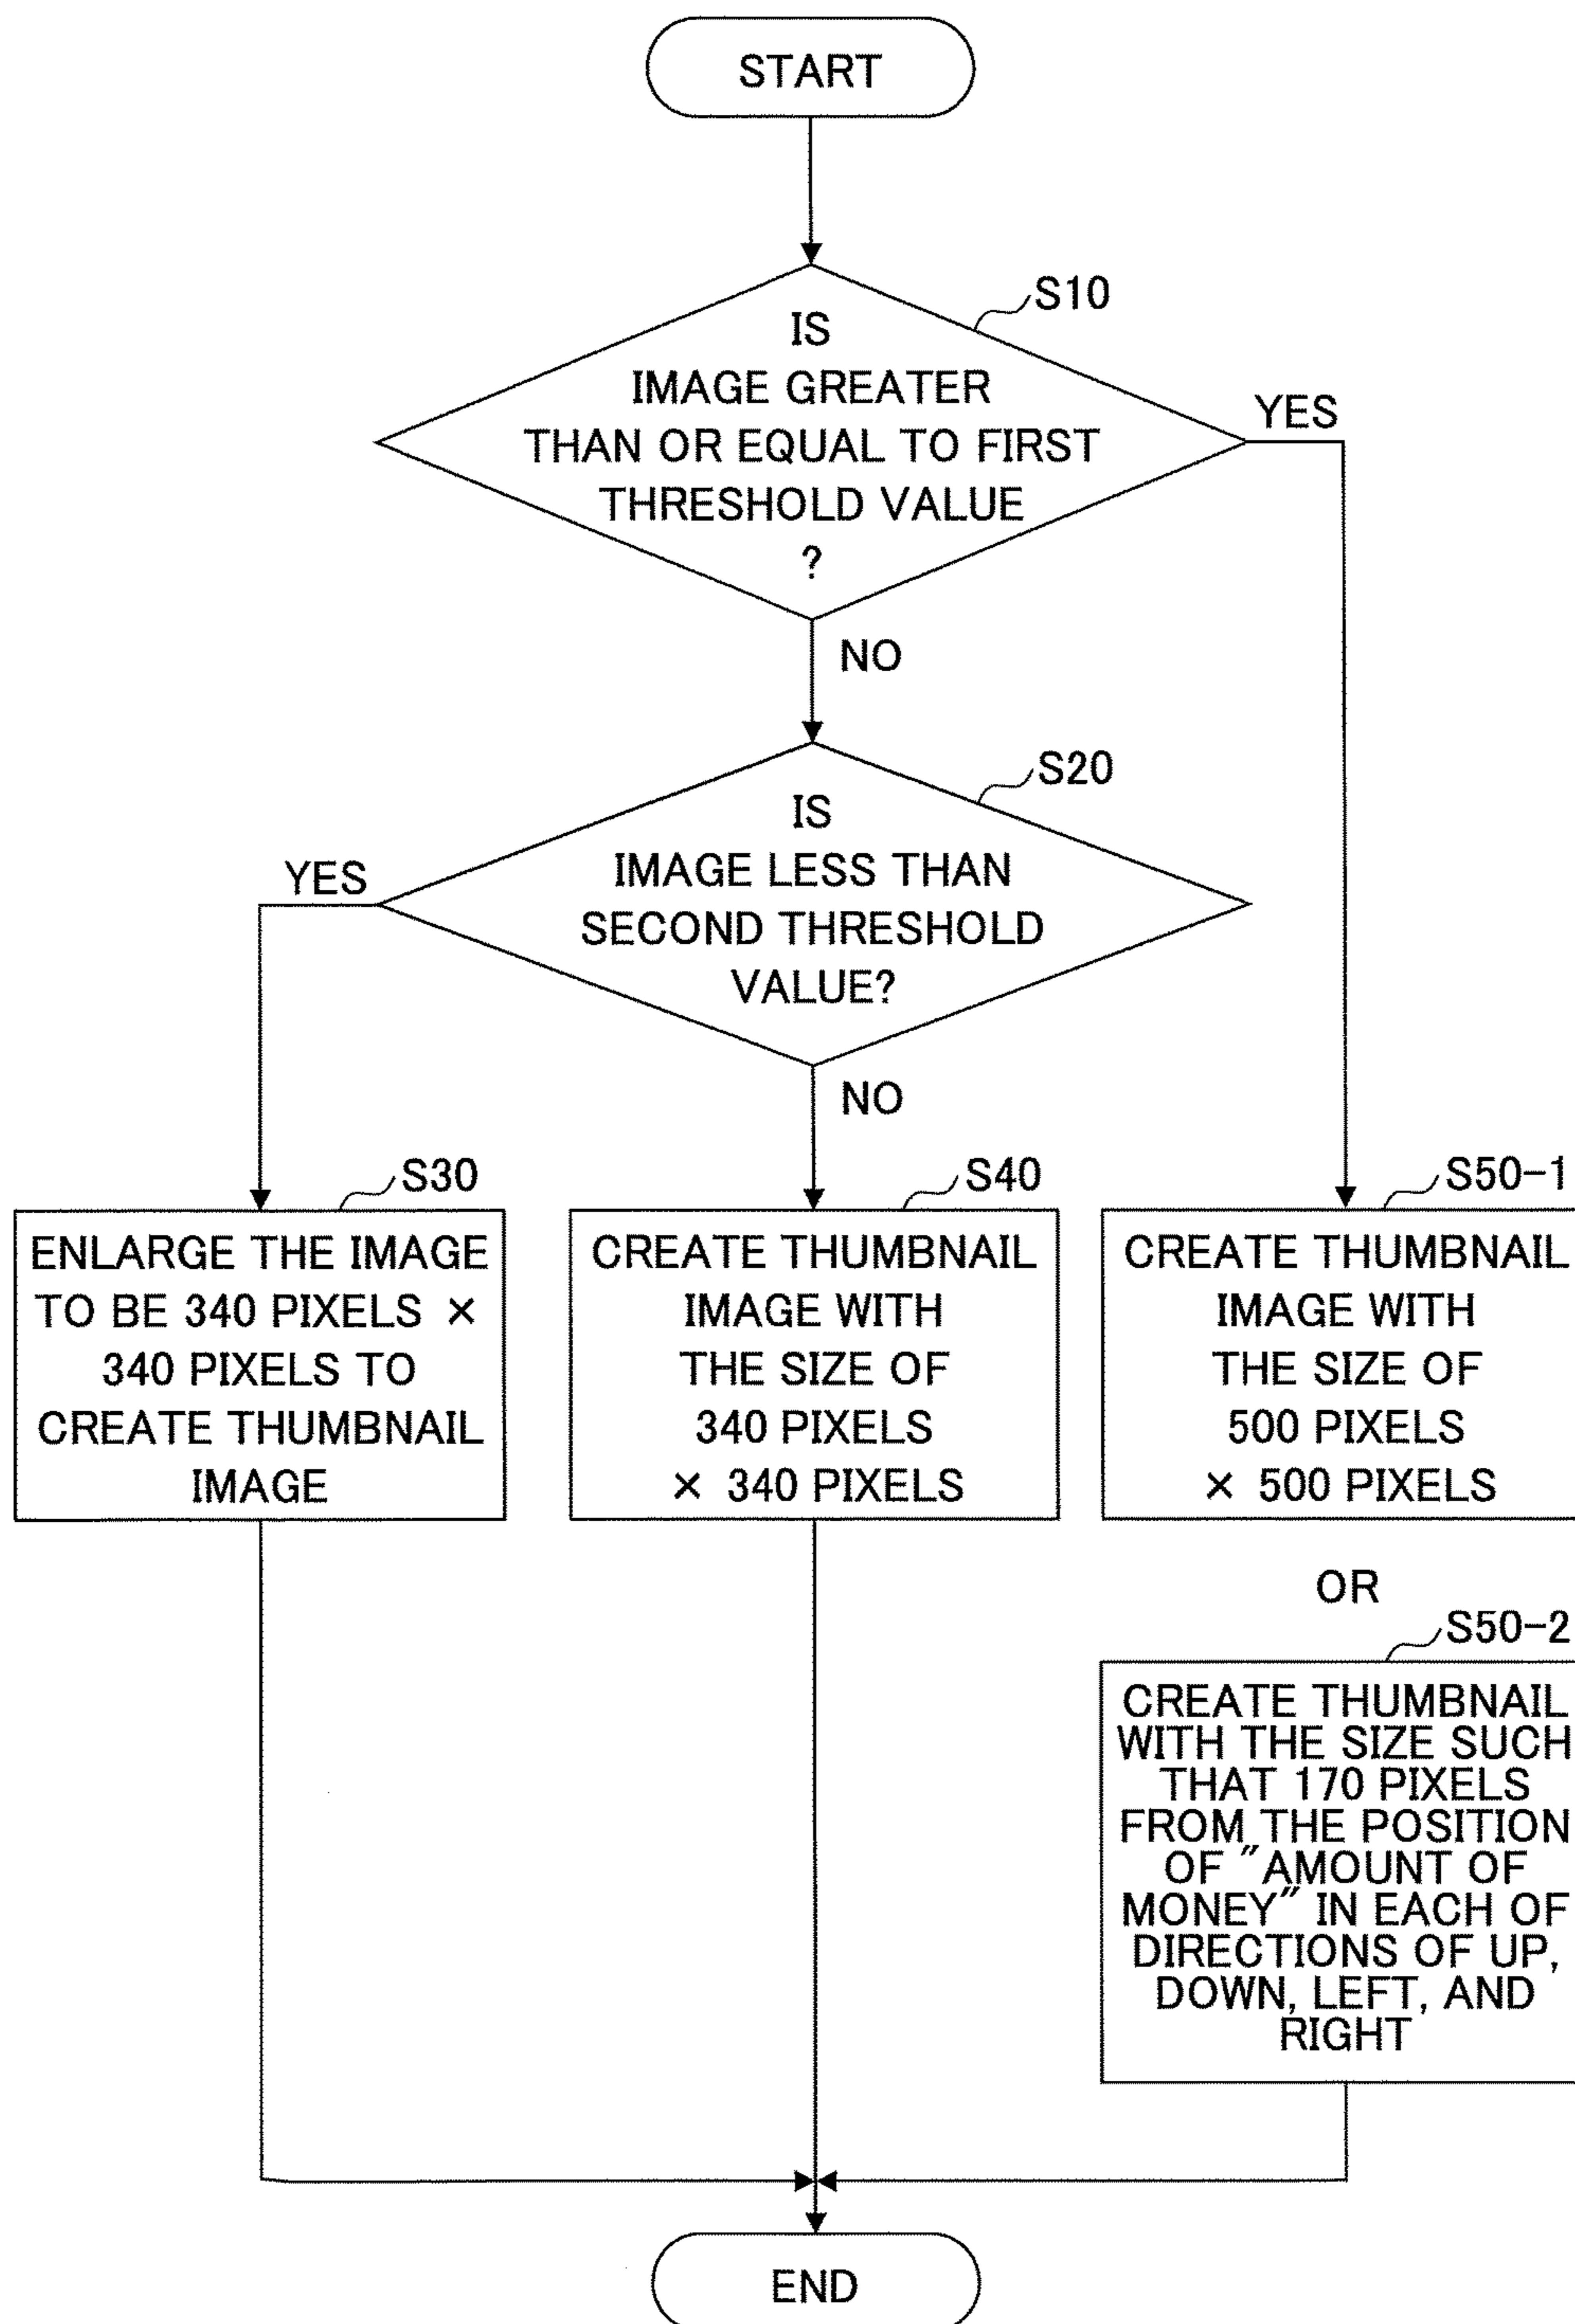 START
S10
IS
IMAGE GREATER
THAN OR EQUAL TO FIRST
THRESHOLD VALUE
?
YES
NO
S20
IS
IMAGE LESS THAN
SECOND THRESHOLD
VALUE?
YES
NO
S30
ENLARGE THE IMAGE
TO BE 340 PIXELS ×
340 PIXELS TO
CREATE THUMBNAIL
IMAGE
S40
CREATE THUMBNAIL
IMAGE WITH
THE SIZE OF
340 PIXELS
× 340 PIXELS
S50-1
CREATE THUMBNAIL
IMAGE WITH
THE SIZE OF
500 PIXELS
× 500 PIXELS
OR
S50-2
CREATE THUMBNAIL
WITH THE SIZE SUCH
THAT 170 PIXELS
FROM THE POSITION
OF "AMOUNT OF
MONEY" IN EACH OF
DIRECTIONS OF UP,
DOWN, LEFT, AND
RIGHT
END